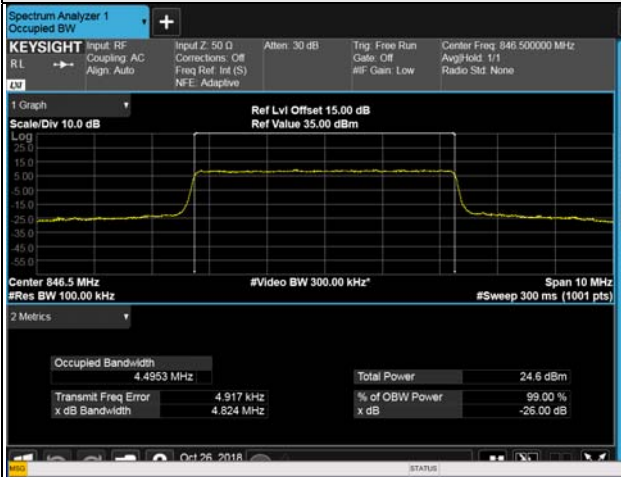 Spectrum Analyzer 1
Occupied BW
KEYSIGHT
RL
LXI
Input: RF
Coupling: AC
Align: Auto
Input Z: 50 Ω
Corrections: Off
Freq Ref: Int (S)
NFE: Adaptive
Atten: 30 dB
Trig: Free Run
Gate: Off
#IF Gain: Low
Center Freq: 846.500000 MHz
Avg|Hold: 1/1
Radio Std: None
1 Graph
Scale/Div 10.0 dB
Ref Lvl Offset 15.00 dB
Ref Value 35.00 dBm
Log
25.0
15.0
5.00
-5.00
-15.0
-25.0
-35.0
-45.0
-55.0
Center 846.5 MHz
#Res BW 100.00 kHz
#Video BW 300.00 kHz*
Span 10 MHz
#Sweep 300 ms (1001 pts)
2 Metrics
Occupied Bandwidth
4.4953 MHz
Transmit Freq Error 4.917 kHz
x dB Bandwidth 4.824 MHz
Total Power 24.6 dBm
% of OBW Power 99.00 %
x dB -26.00 dB
Oct 26, 2018
MSG
STATUS